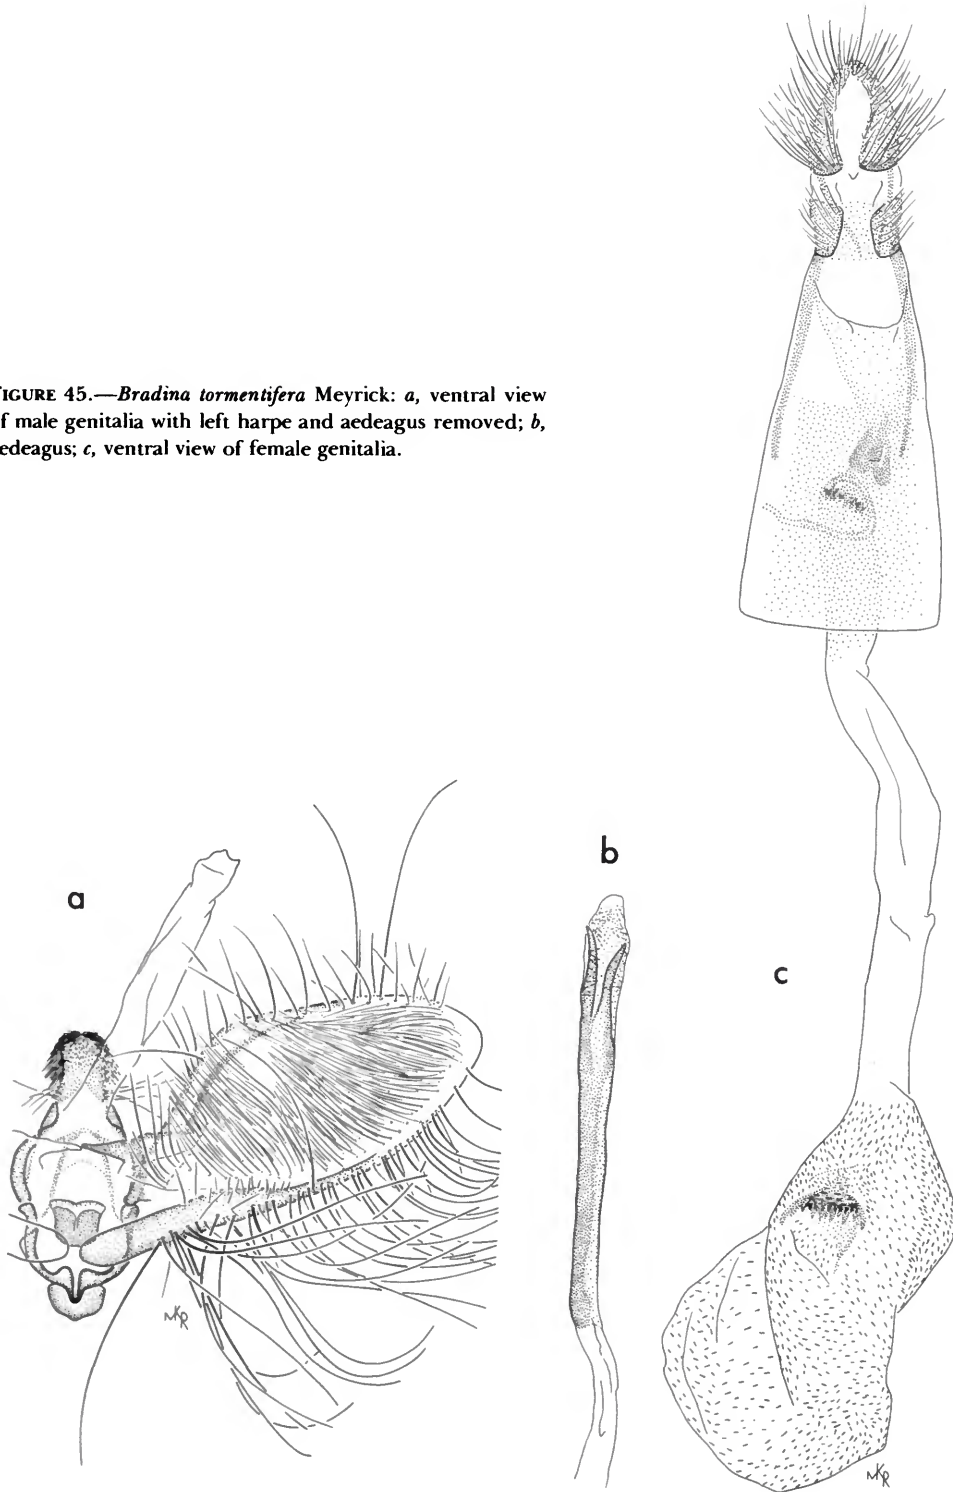 IGURE 45.—Bradina tormentifera Meyrick: a, ventral view
f male genitalia with left harpe and aedeagus removed; b,
edeagus; c, ventral view of female genitalia.
a
b
c
MKR
MKR